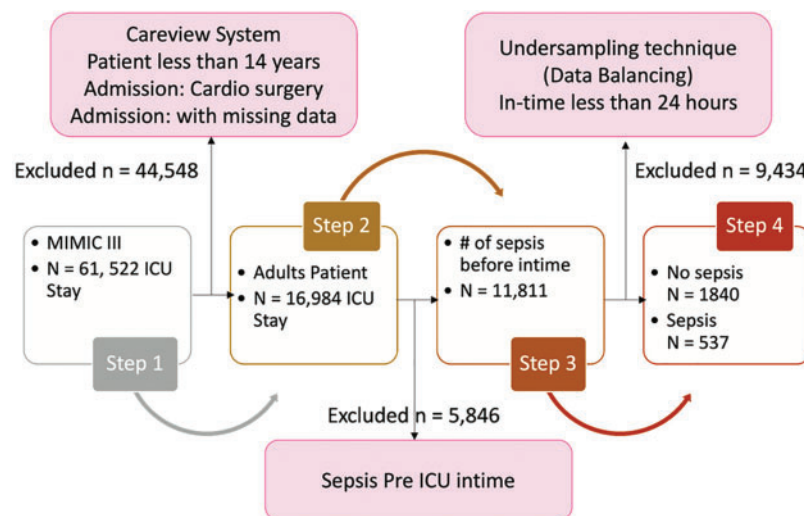 Careview System
Patient less than 14 years
Admission: Cardio surgery
Admission: with missing data
Undersampling technique
(Data Balancing)
In-time less than 24 hours
Excluded n = 44,548
Excluded n = 9,434
Step 1
• MIMIC III
• N = 61, 522 ICU
Stay
Step 2
• Adults Patient
• N = 16,984 ICU
Stay
• # of sepsis
before intime
• N = 11,811
Step 3
Step 4
• No sepsis
N = 1840
• Sepsis
N = 537
Excluded n = 5,846
Sepsis Pre ICU intime